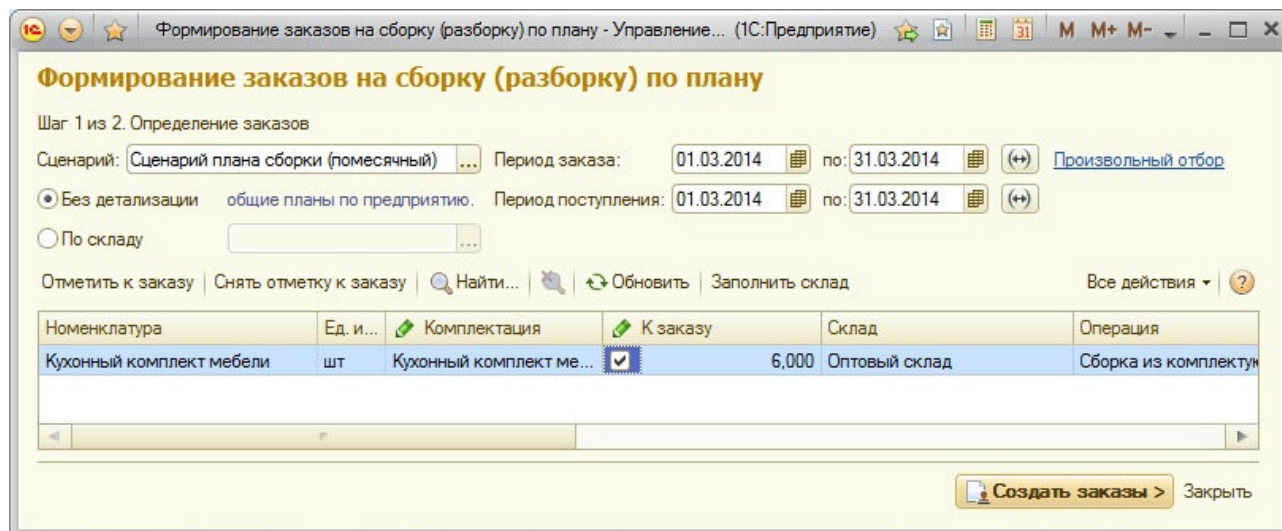 Формирование заказов на сборку (разборку) по плану - Управление... (1С:Предприятие) 31 M M+ M-
Формирование заказов на сборку (разборку) по плану
Шаг 1 из 2. Определение заказов
Сценарий: Сценарий плана сборки (помесячный) ... Период заказа: 01.03.2014 по: 31.03.2014 Произвольный отбор
Без детализации общие планы по предприятию. Период поступления: 01.03.2014 по: 31.03.2014
По складу ...
Отметить к заказу Снять отметку к заказу Найти... Обновить Заполнить склад Все действия ?
Номенклатура Ед. и... Комплектация К заказу Склад Операция
Кухонный комплект мебели шт Кухонный комплект ме... 6,000 Оптовый склад Сборка из комплектую
Создать заказы > Закрыть